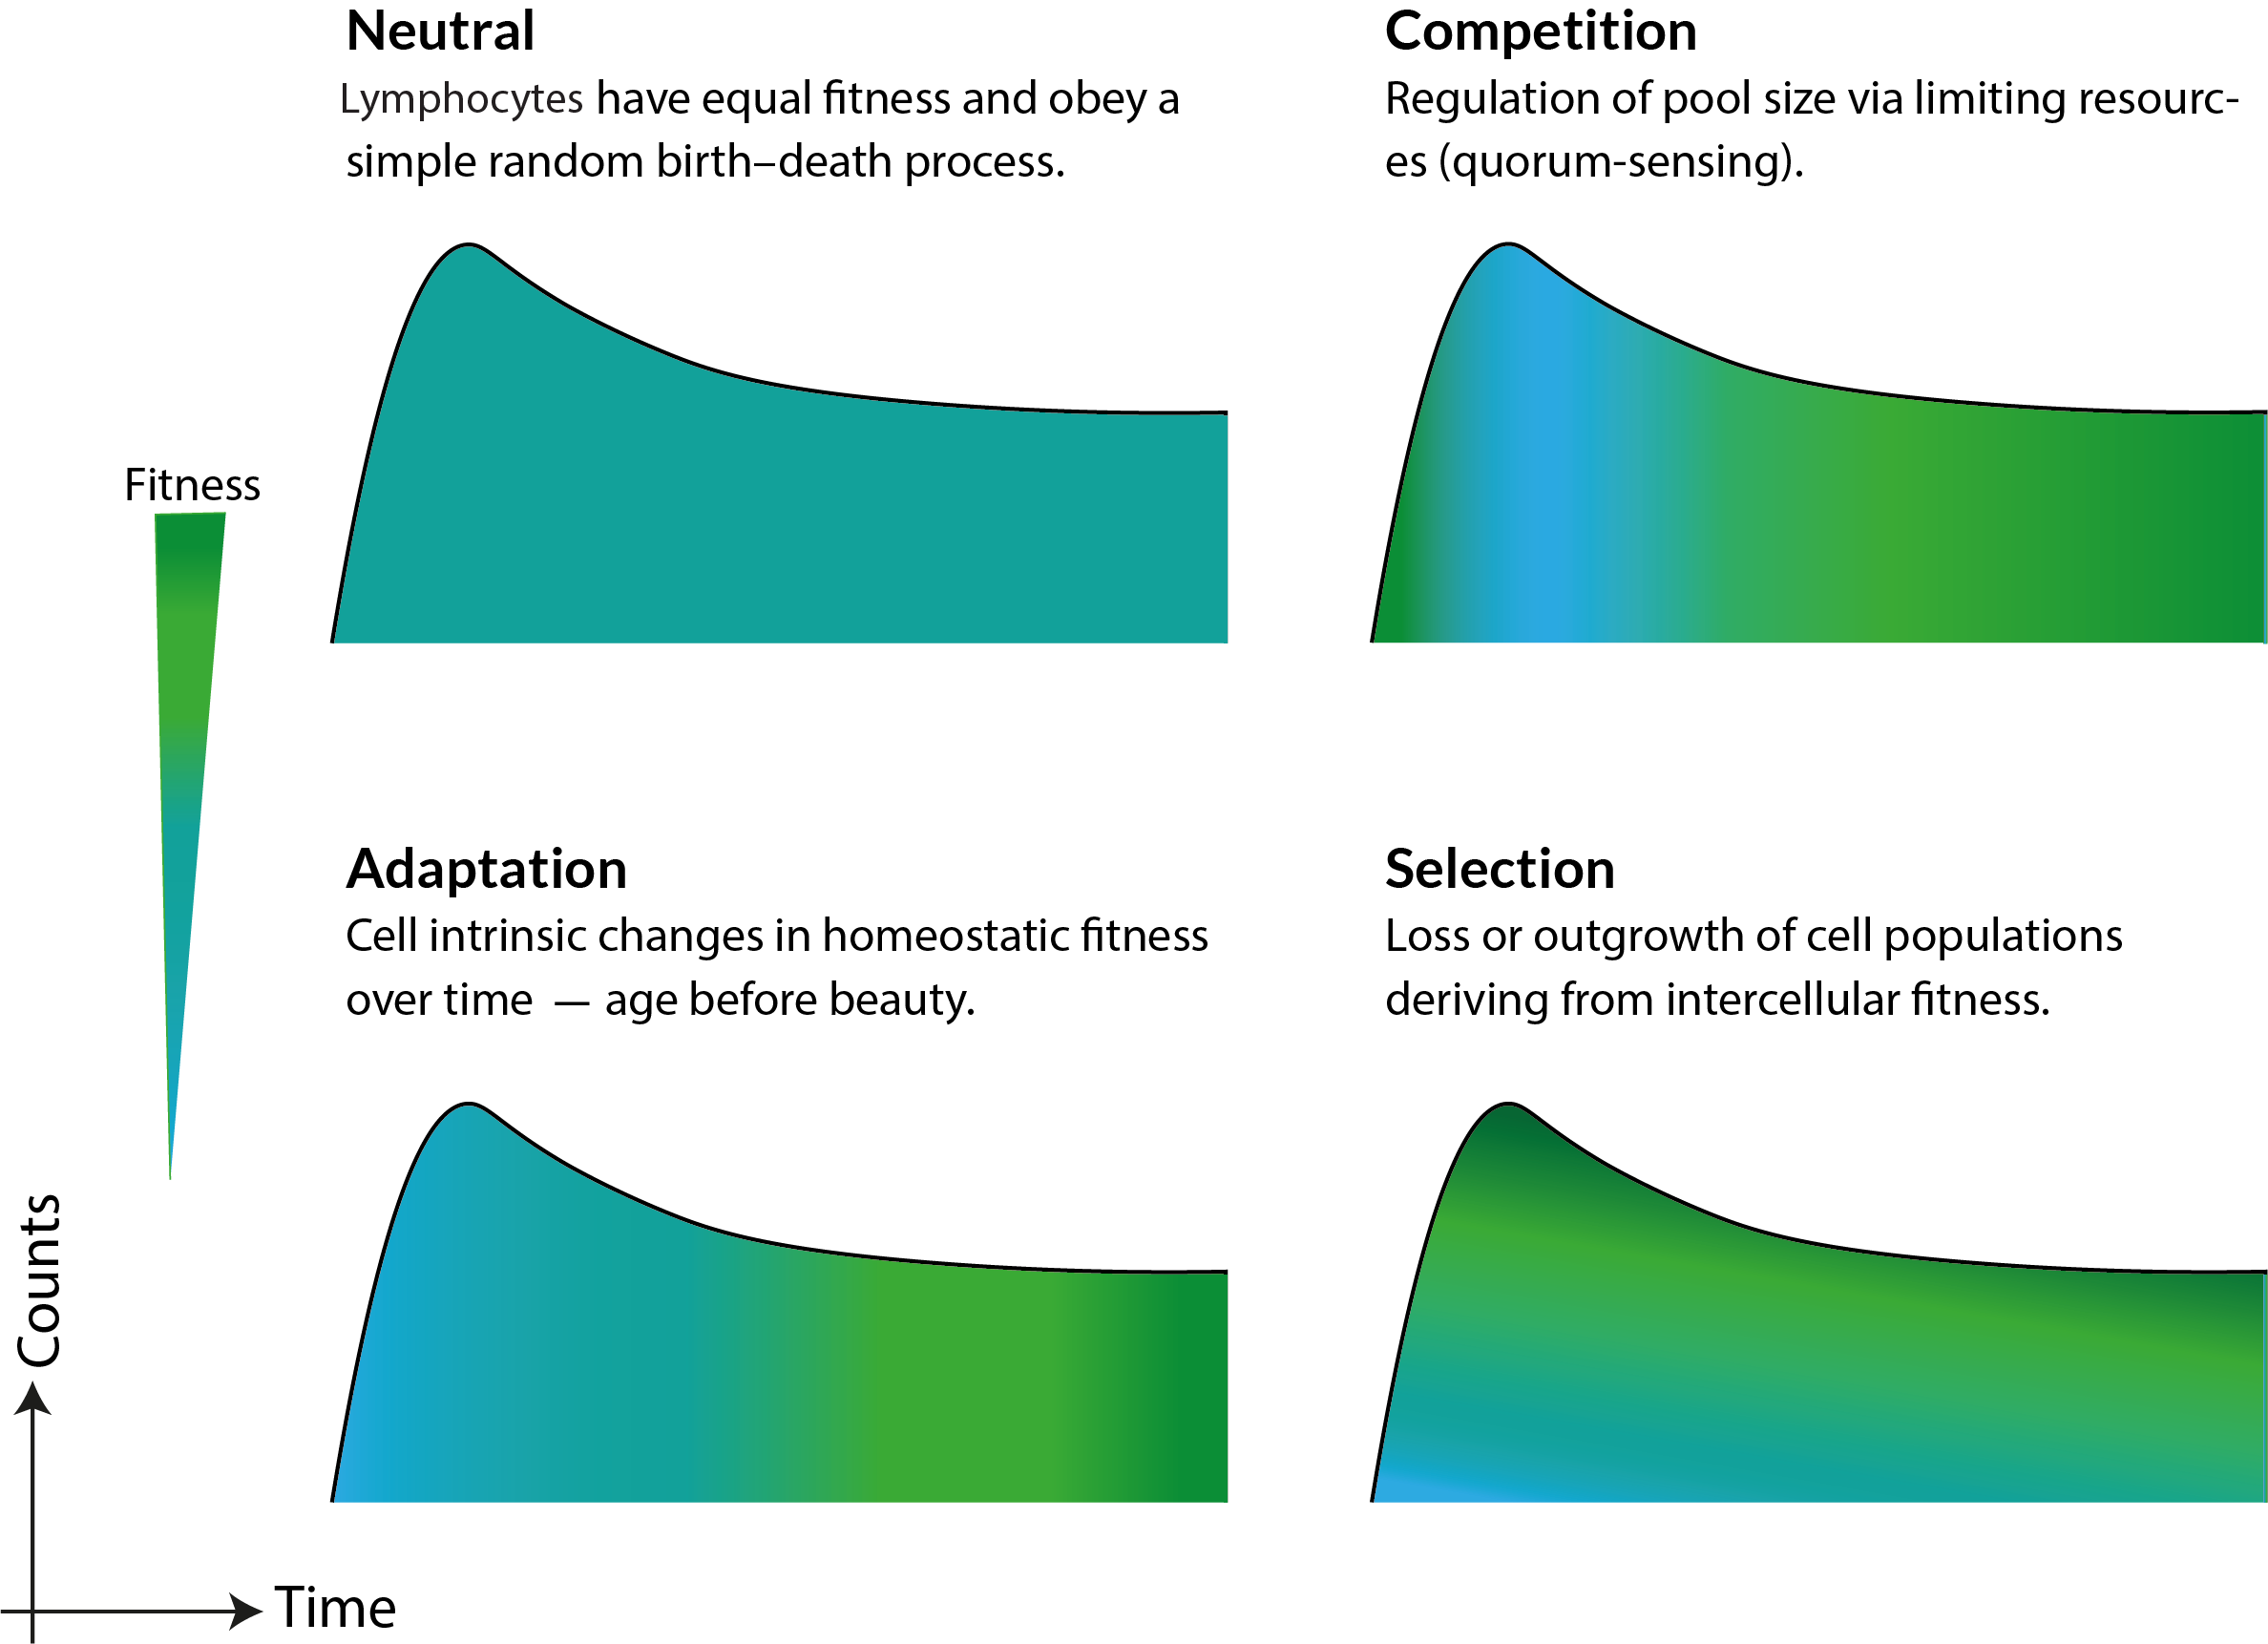 Neutral
Lymphocytes have equal fitness and obey a
simple random birth–death process.
Competition
Regulation of pool size via limiting resourc-
es (quorum-sensing).
Fitness
Adaptation
Cell intrinsic changes in homeostatic fitness
over time — age before beauty.
Selection
Loss or outgrowth of cell populations
deriving from intercellular fitness.
Counts
Time